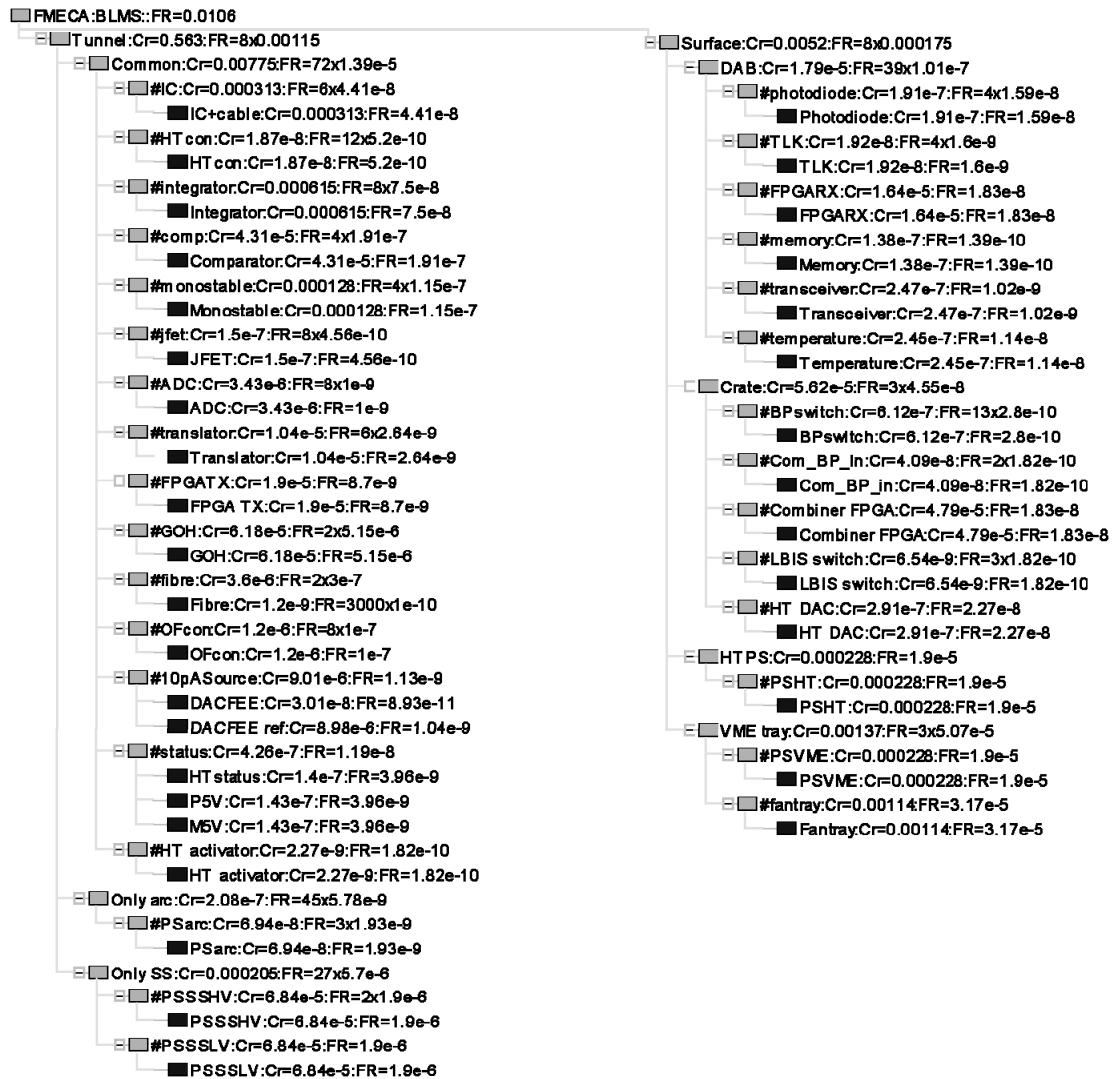 FMECA:BLMS::FR=0.0106
Tunnel:Cr=0.563:FR=8x0.00115
Common:Cr=0.00775:FR=72x1.39e-5
#IC:Cr=0.000313:FR=6x4.41e-8
IC+cable:Cr=0.000313:FR=4.41e-8
#HTcon:Cr=1.87e-8:FR=12x5.2e-10
HTcon:Cr=1.87e-8:FR=5.2e-10
#integrator:Cr=0.000615:FR=8x7.5e-8
Integrator:Cr=0.000615:FR=7.5e-8
#comp:Cr=4.31e-5:FR=4x1.91e-7
Comparator:Cr=4.31e-5:FR=1.91e-7
#monostable:Cr=0.000128:FR=4x1.15e-7
Monostable:Cr=0.000128:FR=1.15e-7
#jfet:Cr=1.5e-7:FR=8x4.56e-10
JFET:Cr=1.5e-7:FR=4.56e-10
#ADC:Cr=3.43e-6:FR=8x1e-9
ADC:Cr=3.43e-6:FR=1e-9
#translator:Cr=1.04e-5:FR=6x2.64e-9
Translator:Cr=1.04e-5:FR=2.64e-9
#FPGATX:Cr=1.9e-5:FR=8.7e-9
FPGA TX:Cr=1.9e-5:FR=8.7e-9
#GOH:Cr=6.18e-5:FR=2x5.15e-6
GOH:Cr=6.18e-5:FR=5.15e-6
#fibre:Cr=3.6e-6:FR=2x3e-7
Fibre:Cr=1.2e-9:FR=3000x1e-10
#OFcon:Cr=1.2e-6:FR=8x1e-7
OFcon:Cr=1.2e-6:FR=1e-7
#10pASource:Cr=9.01e-6:FR=1.13e-9
DACFEE:Cr=3.01e-8:FR=8.93e-11
DACFEE ref:Cr=8.98e-6:FR=1.04e-9
#status:Cr=4.26e-7:FR=1.19e-8
HTstatus:Cr=1.4e-7:FR=3.96e-9
P5V:Cr=1.43e-7:FR=3.96e-9
M5V:Cr=1.43e-7:FR=3.96e-9
#HT activator:Cr=2.27e-9:FR=1.82e-10
HT activator:Cr=2.27e-9:FR=1.82e-10
Only arc:Cr=2.08e-7:FR=45x5.78e-9
#PSarc:Cr=6.94e-8:FR=3x1.93e-9
PSarc:Cr=6.94e-8:FR=1.93e-9
Only SS:Cr=0.000205:FR=27x5.7e-6
#PSSSHV:Cr=6.84e-5:FR=2x1.9e-6
PSSSHV:Cr=6.84e-5:FR=1.9e-6
#PSSSLV:Cr=6.84e-5:FR=1.9e-6
PSSSLV:Cr=6.84e-5:FR=1.9e-6
Surface:Cr=0.0052:FR=8x0.000175
DAB:Cr=1.79e-5:FR=39x1.01e-7
#photodiode:Cr=1.91e-7:FR=4x1.59e-8
Photodiode:Cr=1.91e-7:FR=1.59e-8
#TLK:Cr=1.92e-8:FR=4x1.6e-9
TLK:Cr=1.92e-8:FR=1.6e-9
#FPGARX:Cr=1.64e-5:FR=1.83e-8
FPGARX:Cr=1.64e-5:FR=1.83e-8
#memory:Cr=1.38e-7:FR=1.39e-10
Memory:Cr=1.38e-7:FR=1.39e-10
#transceiver:Cr=2.47e-7:FR=1.02e-9
Transceiver:Cr=2.47e-7:FR=1.02e-9
#temperature:Cr=2.45e-7:FR=1.14e-8
Temperature:Cr=2.45e-7:FR=1.14e-8
Crate:Cr=5.62e-5:FR=3x4.55e-8
#BPswitch:Cr=6.12e-7:FR=13x2.8e-10
BPswitch:Cr=6.12e-7:FR=2.8e-10
#Com_BP_In:Cr=4.09e-8:FR=2x1.82e-10
Com_BP_in:Cr=4.09e-8:FR=1.82e-10
#Combiner FPGA:Cr=4.79e-5:FR=1.83e-8
Combiner FPGA:Cr=4.79e-5:FR=1.83e-8
#LBIS switch:Cr=6.54e-9:FR=3x1.82e-10
LBIS switch:Cr=6.54e-9:FR=1.82e-10
#HT DAC:Cr=2.91e-7:FR=2.27e-8
HT DAC:Cr=2.91e-7:FR=2.27e-8
HTPS:Cr=0.000228:FR=1.9e-5
#PSHT:Cr=0.000228:FR=1.9e-5
PSHT:Cr=0.000228:FR=1.9e-5
VME tray:Cr=0.00137:FR=3x5.07e-5
#PSVME:Cr=0.000228:FR=1.9e-5
PSVME:Cr=0.000228:FR=1.9e-5
#fantray:Cr=0.00114:FR=3.17e-5
Fantray:Cr=0.00114:FR=3.17e-5